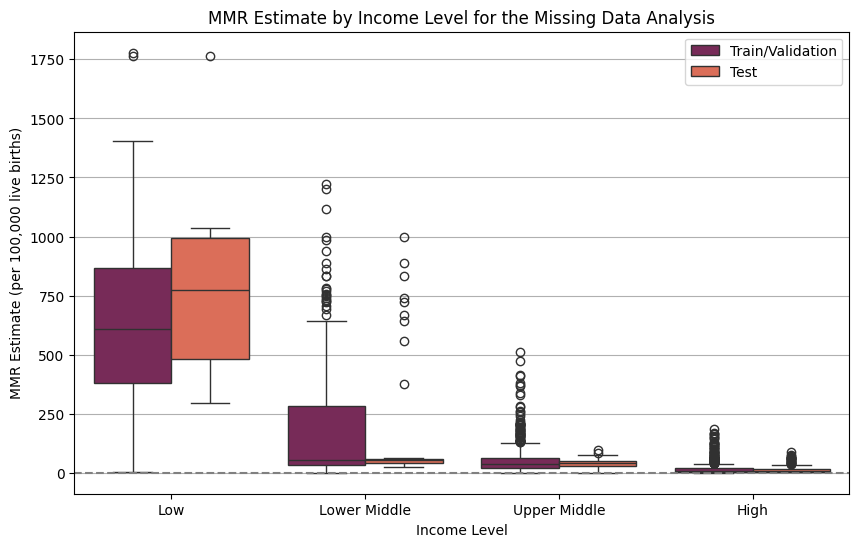 MMR Estimate by Income Level for the Missing Data Analysis
Train/Validation
Test
MMR Estimate (per 100,000 live births)
1750
1500
1250
1000
750
500
250
0
Low
Lower Middle
Upper Middle
High
Income Level